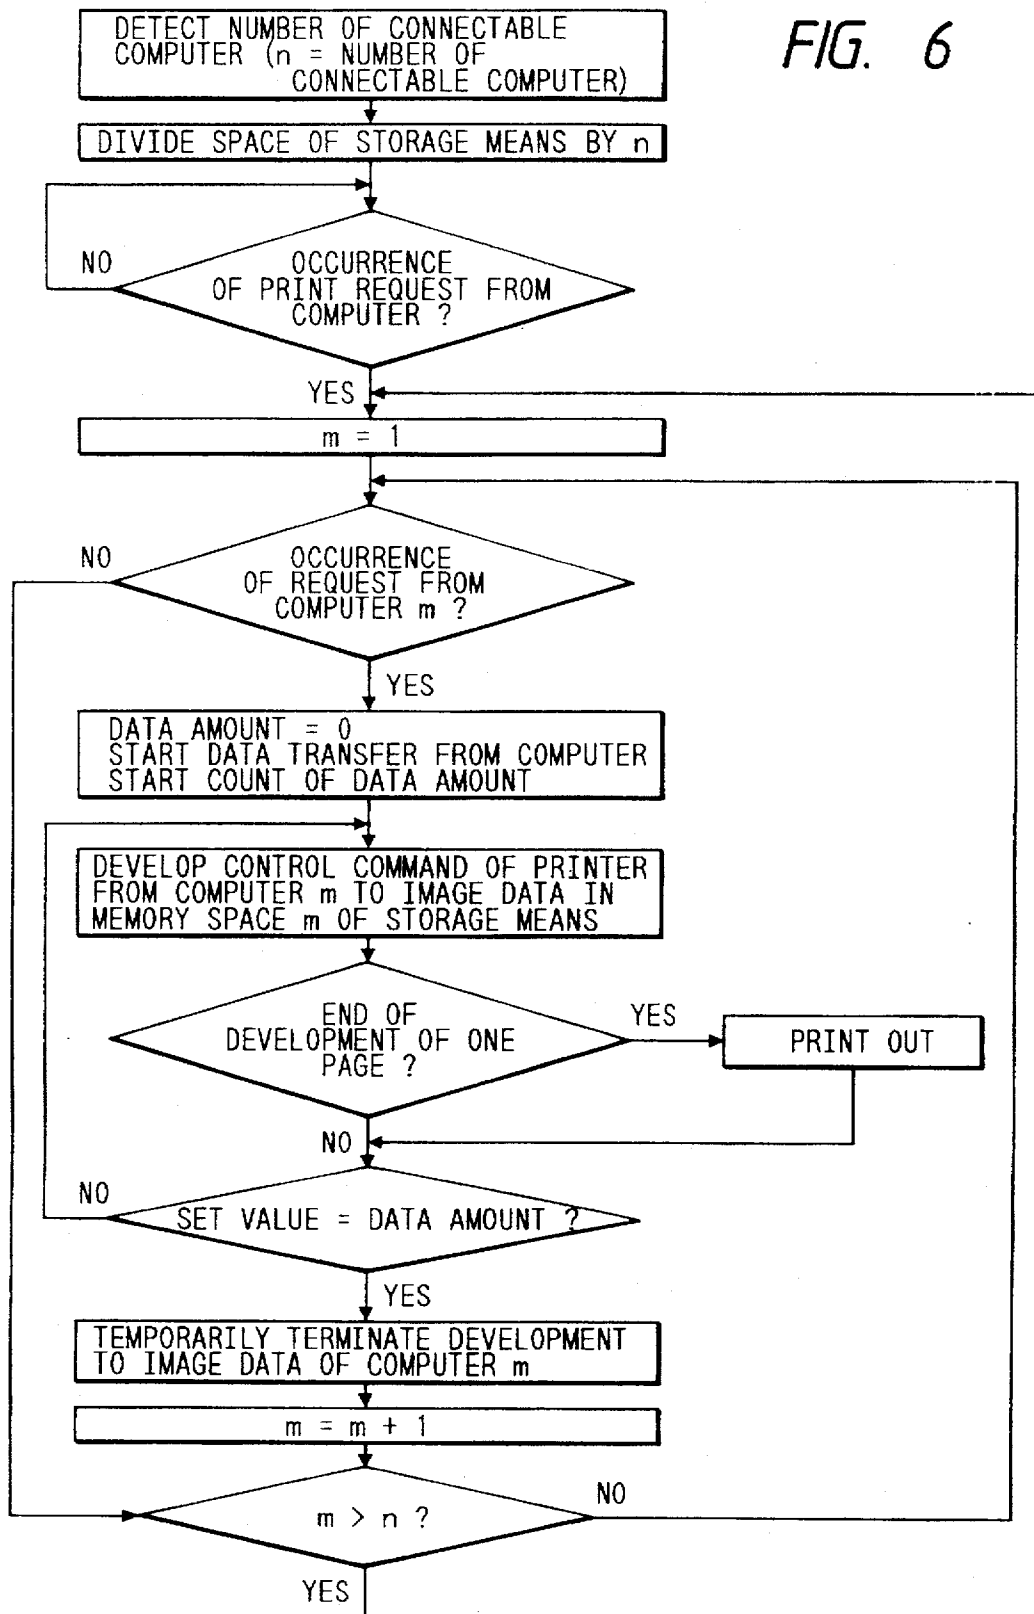 FIG. 6
DETECT NUMBER OF CONNECTABLE
COMPUTER (n = NUMBER OF
CONNECTABLE COMPUTER)
DIVIDE SPACE OF STORAGE MEANS BY n
NO
OCCURRENCE
OF PRINT REQUEST FROM
COMPUTER ?
YES
m = 1
NO
OCCURRENCE
OF REQUEST FROM
COMPUTER m ?
YES
DATA AMOUNT = 0
START DATA TRANSFER FROM COMPUTER
START COUNT OF DATA AMOUNT
DEVELOP CONTROL COMMAND OF PRINTER
FROM COMPUTER m TO IMAGE DATA IN
MEMORY SPACE m OF STORAGE MEANS
END OF
DEVELOPMENT OF ONE
PAGE ?
YES
PRINT OUT
NO
NO
SET VALUE = DATA AMOUNT ?
YES
TEMPORARILY TERMINATE DEVELOPMENT
TO IMAGE DATA OF COMPUTER m
m = m + 1
m > n ?
NO
YES